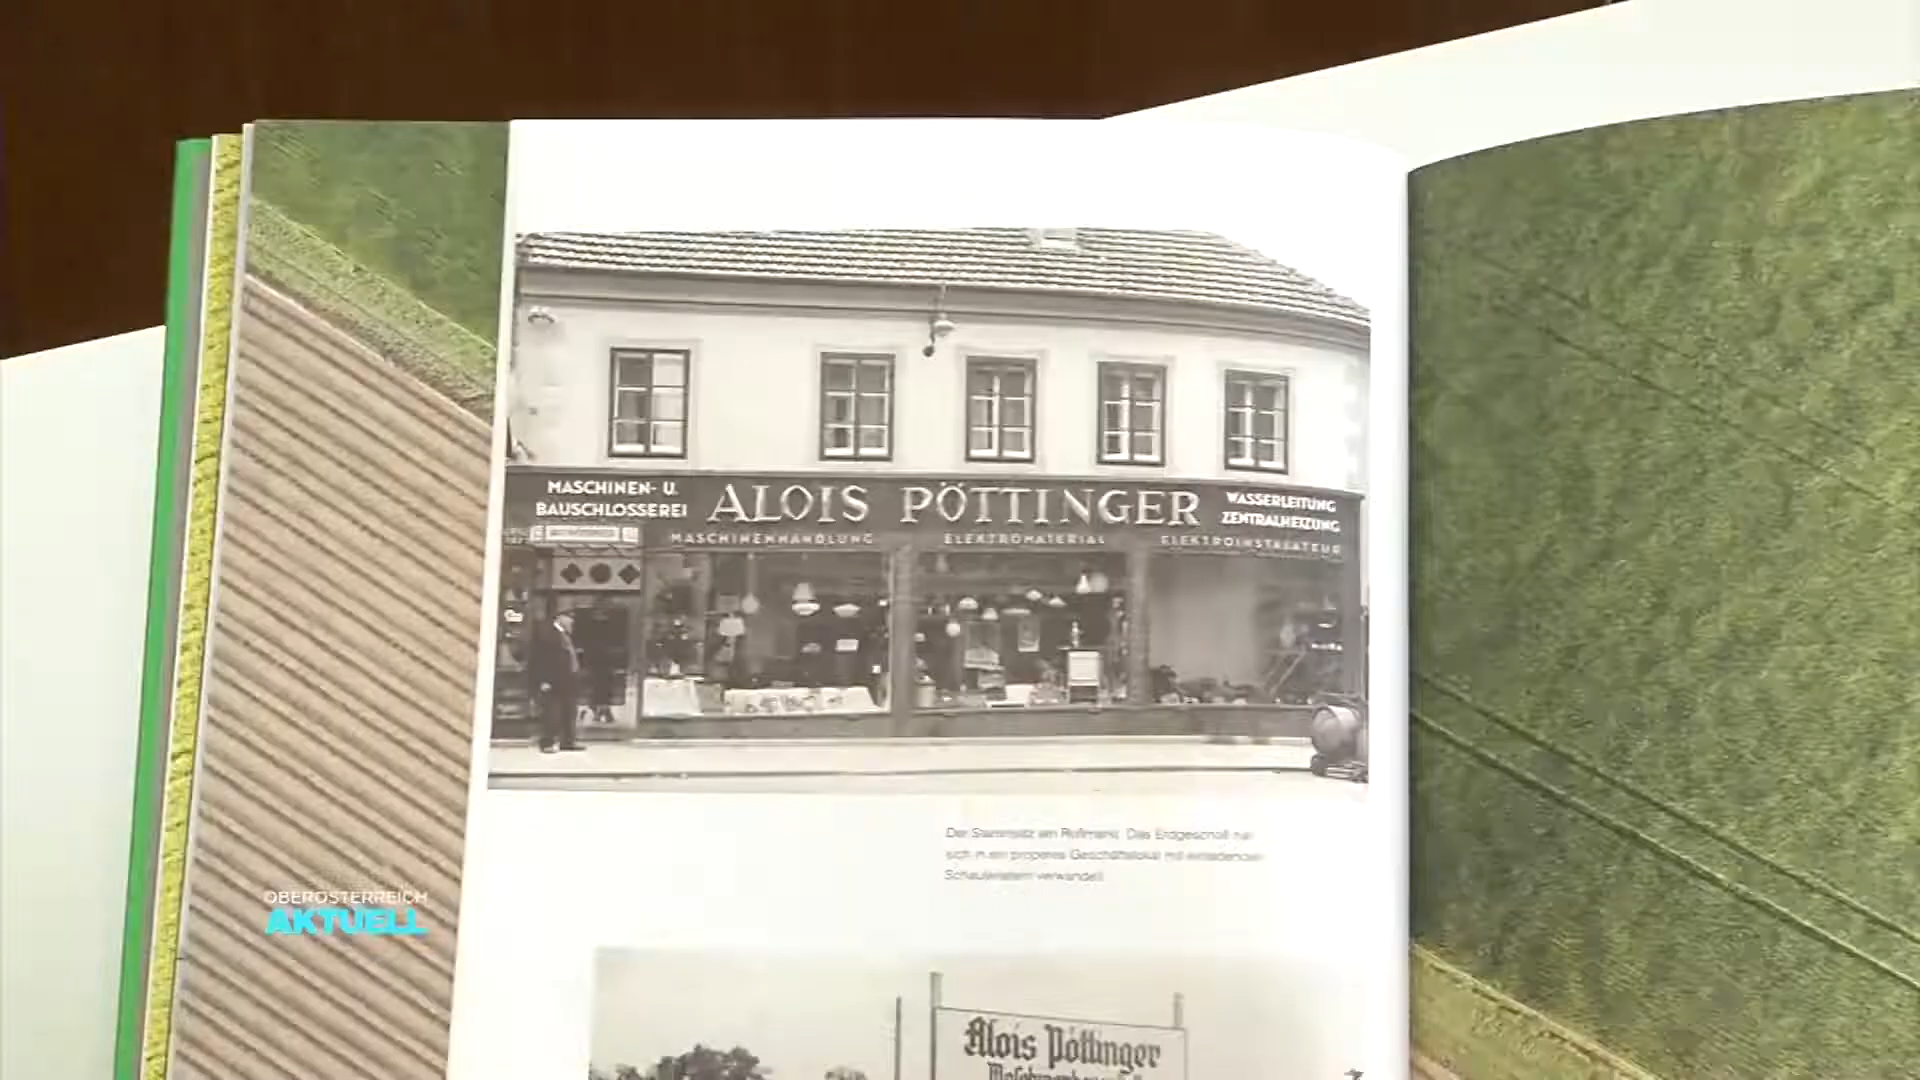 MASCHINEN- U.
BAUSCHLOSSEREI
ALOIS PÖTTINGER
WASSERLEITUNG
ZENTRALHEIZUNG
MASCHINENHANDLUNG
ELEKTROMATERIAL
ELEKTROINSTALATEUR
Der Stammsitz am Roßmarkt. Das Erdgeschoß hat
sich in ein properes Geschäftslokal mit einladenden
Schaufenstern verwandelt.
OBERÖSTERREICH
AKTUELL
Alois Pöttinger